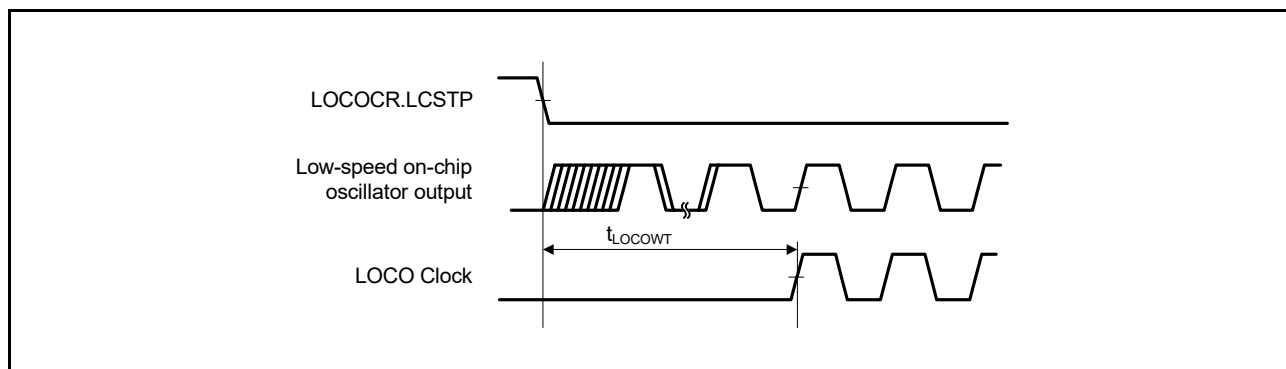 LOCOCR.LCSTP
Low-speed on-chip
oscillator output
tLOCOWT
LOCO Clock